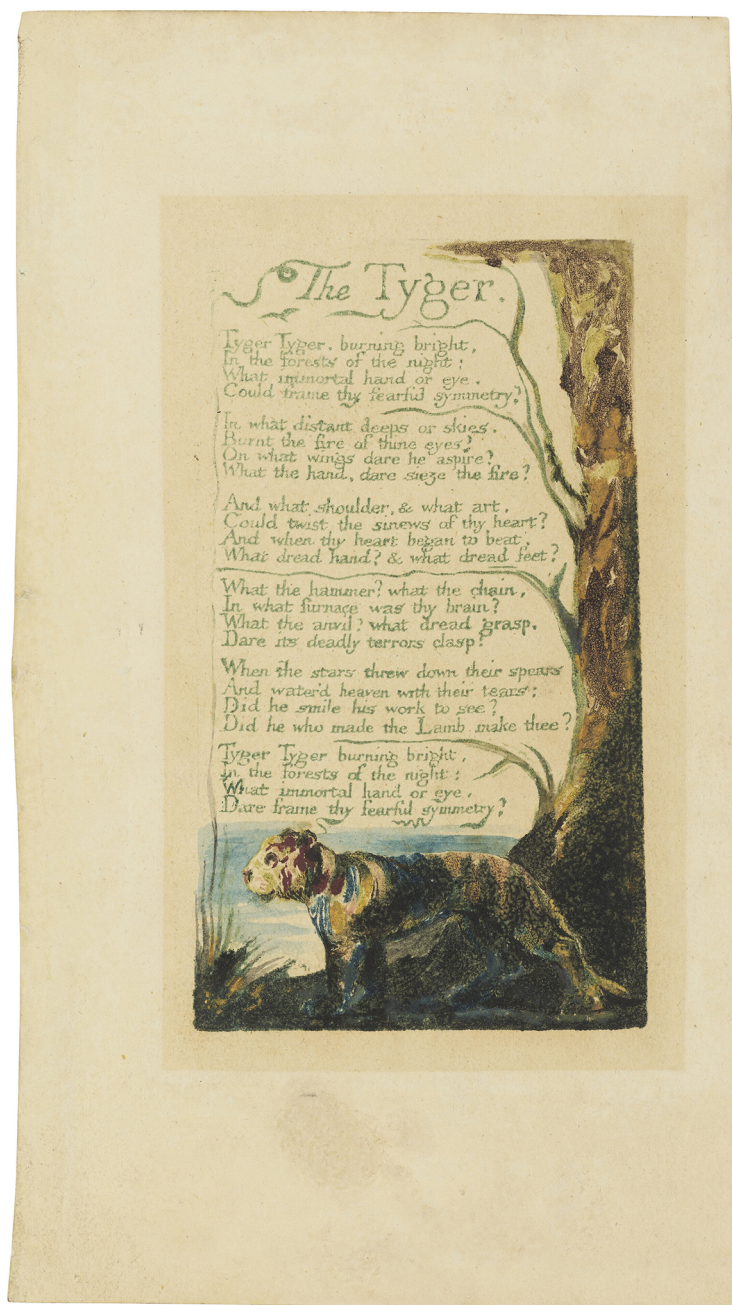 The Tyger.
Tyger Tyger. burning bright,
In the forests of the night;
What immortal hand or eye.
Could frame thy fearful symmetry?
In what distant deeps or skies.
Burnt the fire of thine eyes?
On what wings dare he aspire?
What the hand, dare sieze the fire?
And what shoulder, & what art,
Could twist the sinews of thy heart?
And when thy heart began to beat,
What dread hand? & what dread feet?
What the hammer? what the chain,
In what furnace was thy brain?
What the anvil? what dread grasp,
Dare its deadly terrors clasp!
When the stars threw down their spears
And water'd heaven with their tears:
Did he smile his work to see?
Did he who made the Lamb make thee?
Tyger Tyger burning bright,
In the forests of the night:
What immortal hand or eye,
Dare frame thy fearful symmetry?